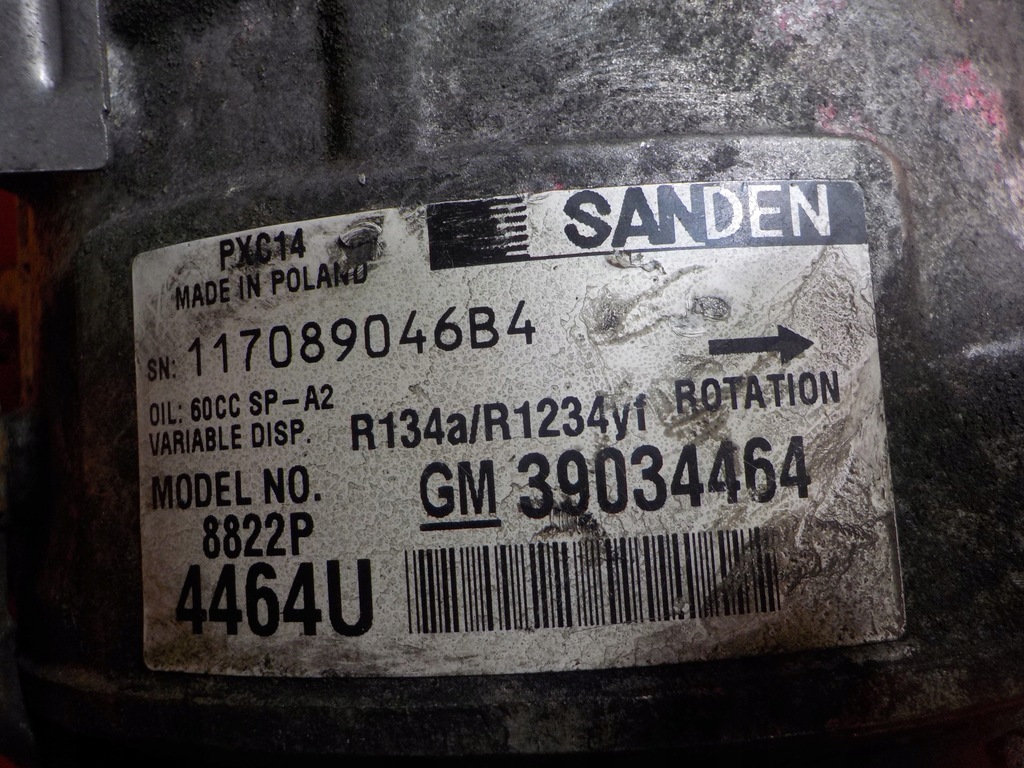 SANDEN
PXC14
MADE IN POLAND
SN: 117089046B4
OIL: 60CC SP-A2
VARIABLE DISP.
R134a/R1234yf
ROTATION
MODEL NO.
8822P
GM 39034464
4464U